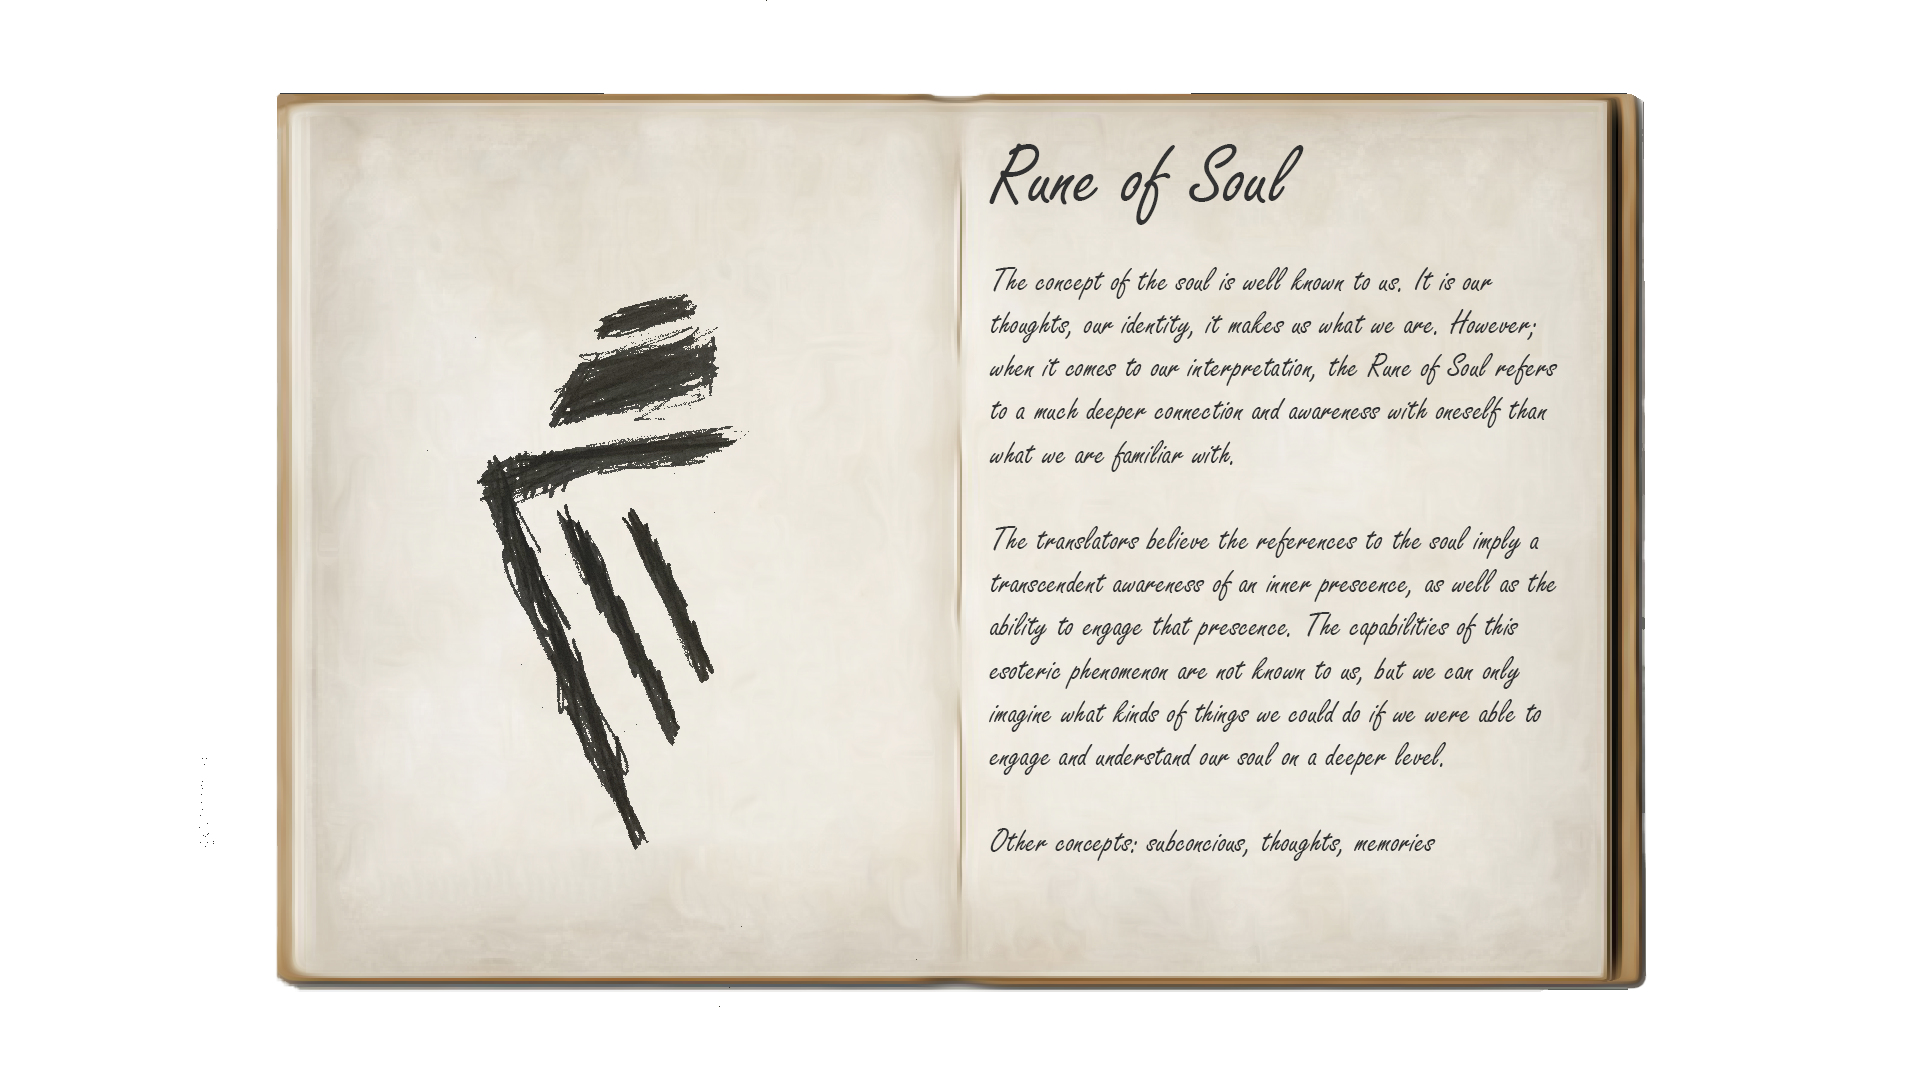 Rune of Soul
The concept of the soul is well known to us. It is our
thoughts, our identity, it makes us what we are. However;
when it comes to our interpretation, the Rune of Soul refers
to a much deeper connection and awareness with oneself than
what we are familiar with.
The translators believe the references to the soul imply a
transcendent awareness of an inner prescence, as well as the
ability to engage that prescence. The capabilities of this
esoteric phenomenon are not known to us, but we can only
imagine what kinds of things we could do if we were able to
engage and understand our soul on a deeper level.
Other concepts: subconcious, thoughts, memories